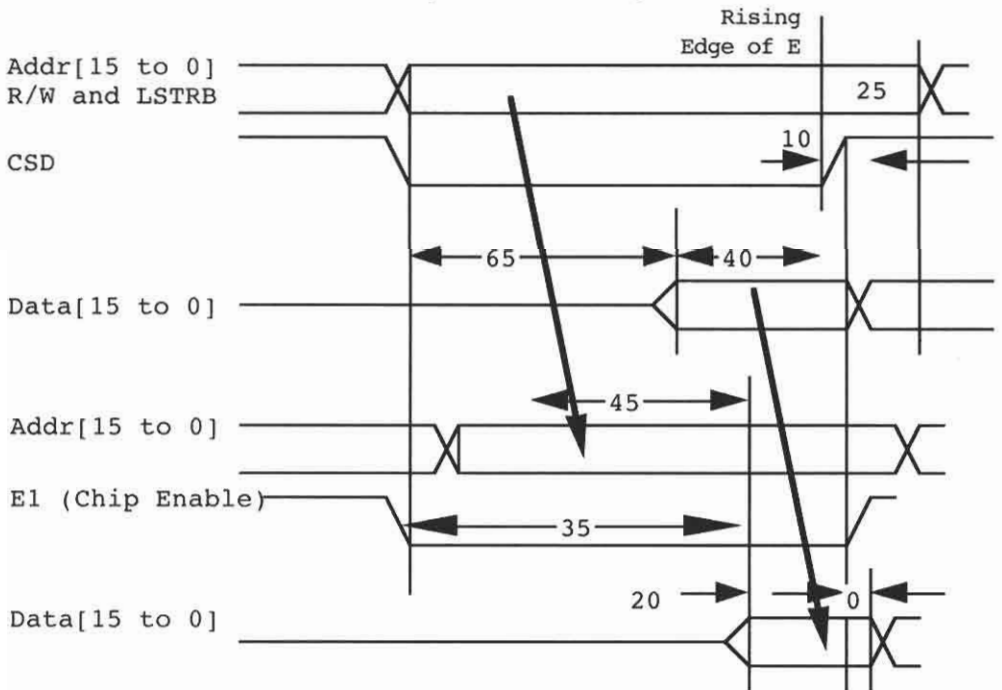 Rising
Edge of E
Addr[15 to 0]
R/W and LSTRB
25
CSD
10
65
40
Data[15 to 0]
45
Addr[15 to 0]
E1 (Chip Enable)
35
20
0
Data[15 to 0]